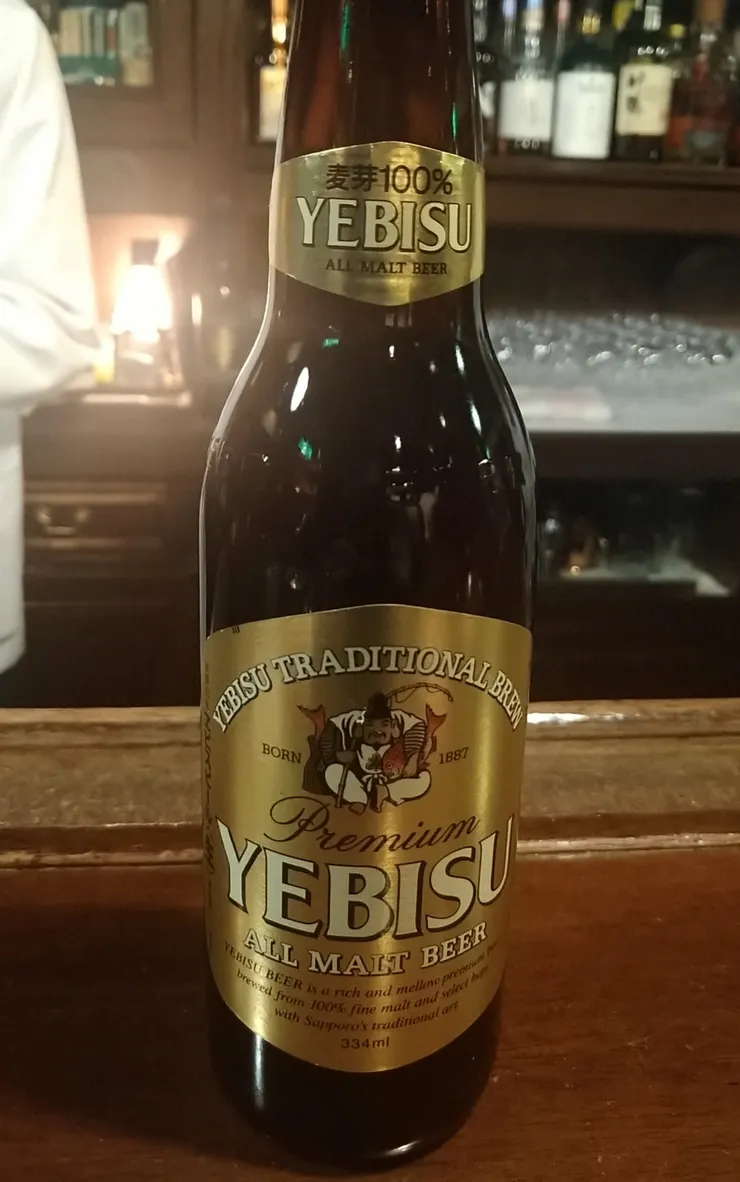 麦芽100%
YEBISU
ALL MALT BEER
YEBISU TRADITIONAL BREW
BORN 1887
Premium
YEBISU
ALL MALT BEER
YEBISU BEER is a rich and mellow premium
brewed from 100% fine malt and select hops
with Sapporo's traditional art
334ml